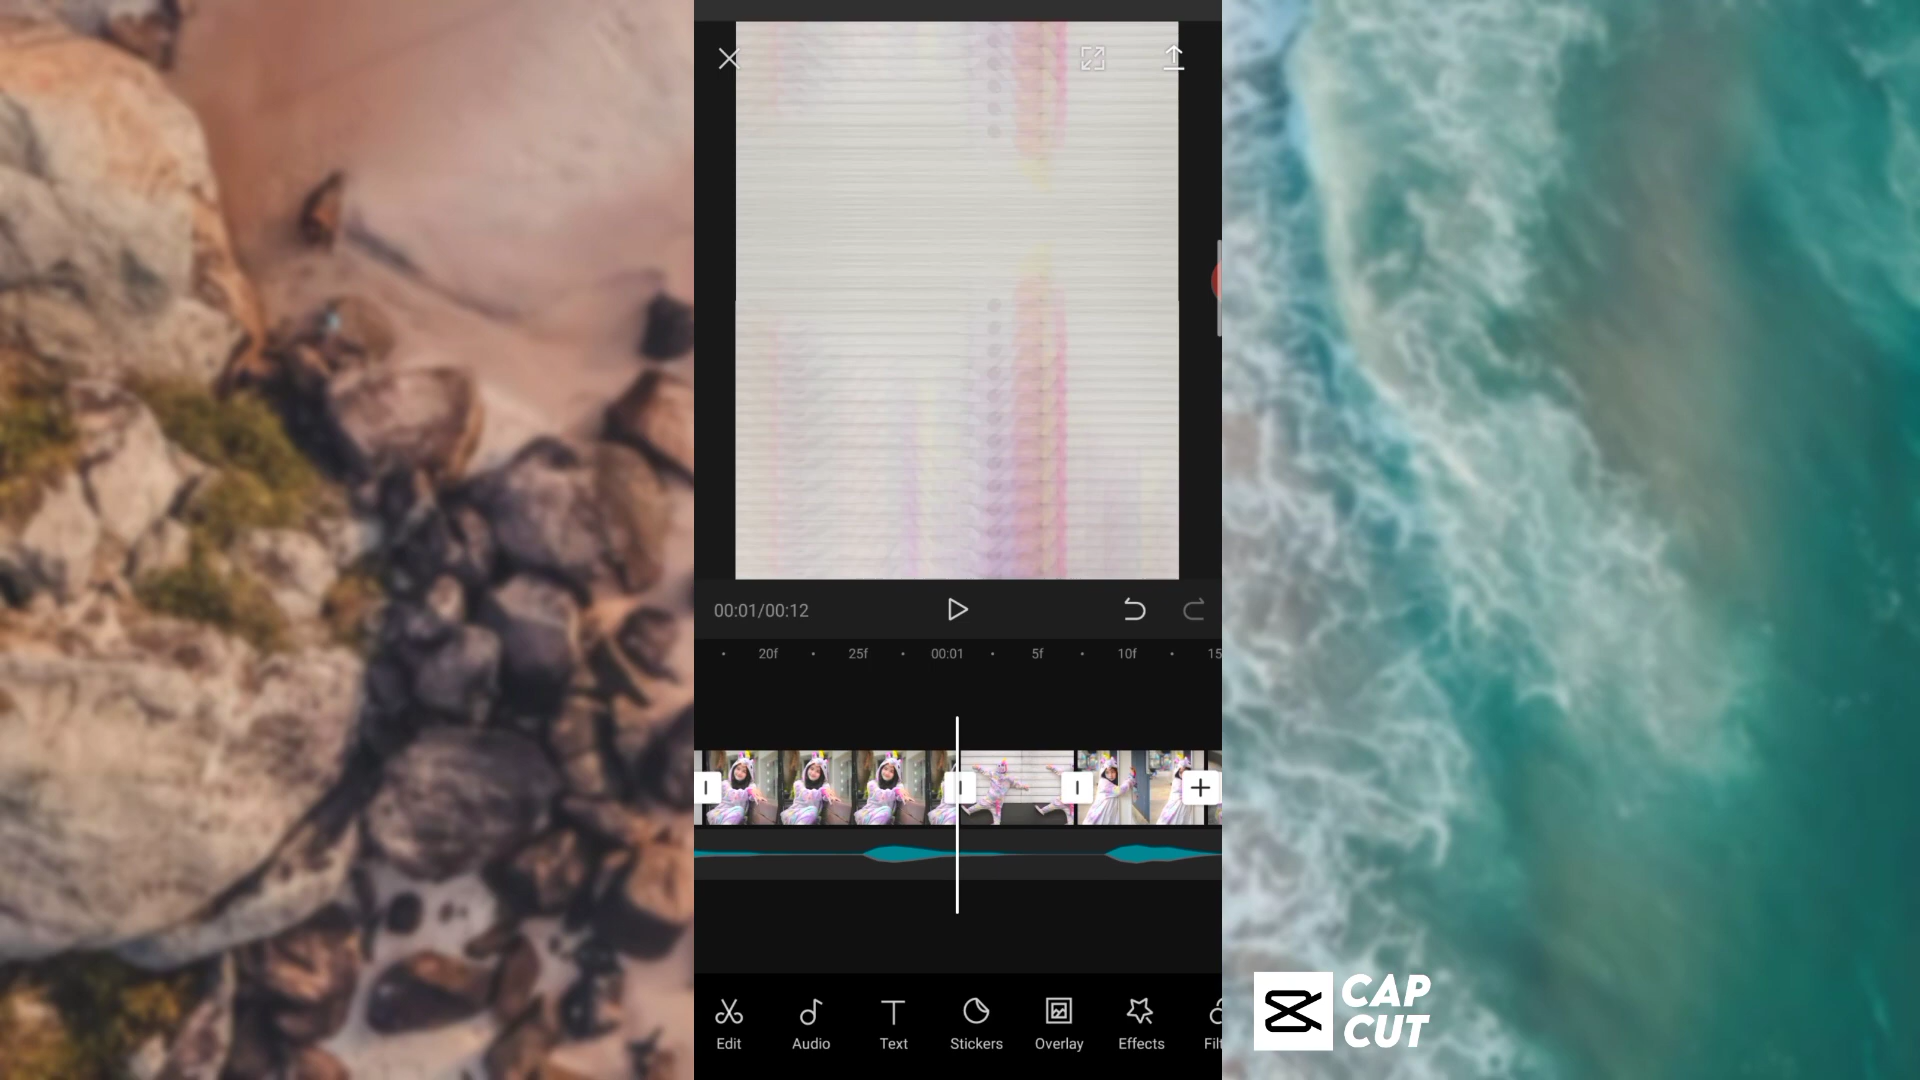 00:01/00:12
20f 25f 00:01 5f 10f 15
Edit Audio Text Stickers Overlay Effects Filt
CAP
CUT